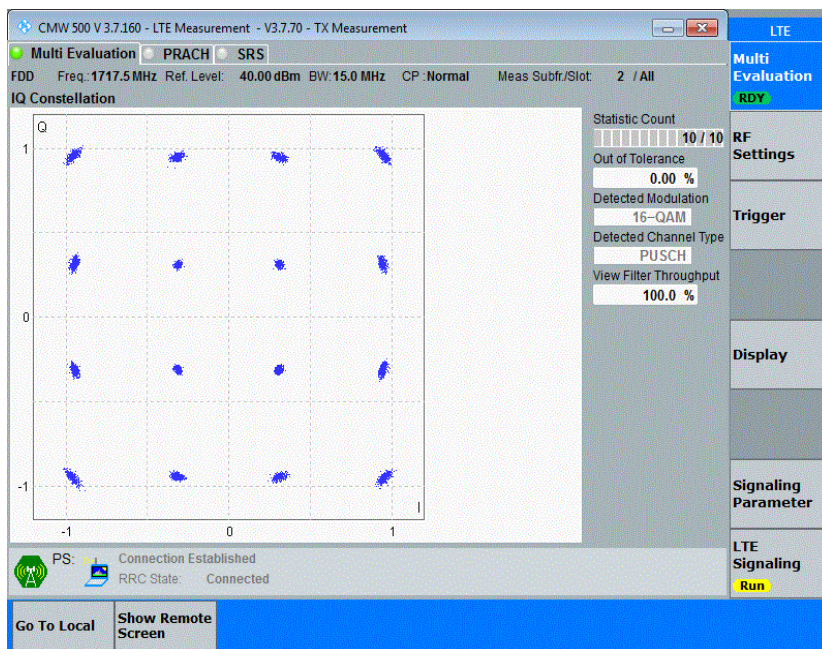 CMW 500 V 3.7.160 - LTE Measurement - V3.7.70 - TX Measurement
Multi Evaluation PRACH SRS
FDD Freq.: 1717.5 MHz Ref. Level: 40.00 dBm BW: 15.0 MHz CP : Normal Meas Subfr./Slot: 2 / All
IQ Constellation
Q
1
0
-1
I
-1 0 1
Statistic Count
10 / 10
Out of Tolerance
0.00 %
Detected Modulation
16-QAM
Detected Channel Type
PUSCH
View Filter Throughput
100.0 %
PS: Connection Established
RRC State: Connected
LTE
Multi
Evaluation
RDY
RF
Settings
Trigger
Display
Signaling
Parameter
LTE
Signaling
Run
Go To Local
Show Remote
Screen